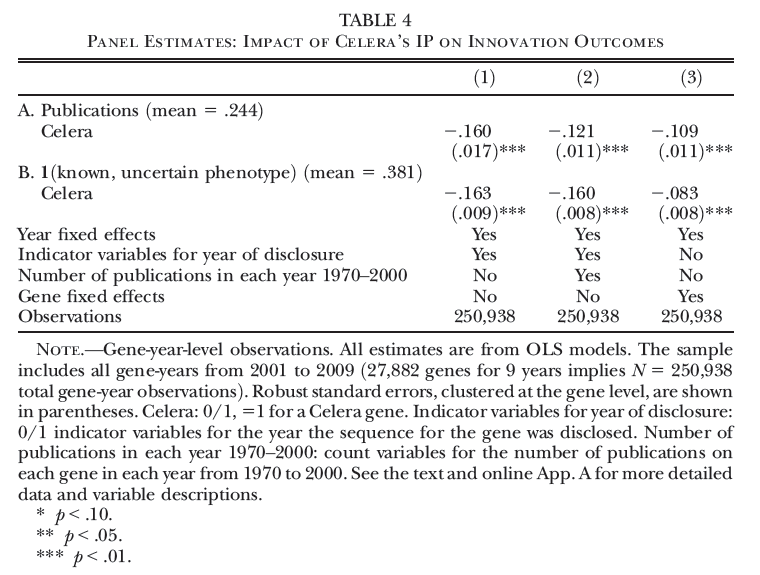 TABLE 4
Panel Estimates: Impact of Celera's IP on Innovation Outcomes
(1) (2) (3)
A. Publications (mean = .244)
Celera −.160 −.121 −.109
(.017)*** (.011)*** (.011)***
B. 1(known, uncertain phenotype) (mean = .381)
Celera −.163 −.160 −.083
(.009)*** (.008)*** (.008)***
Year fixed effects Yes Yes Yes
Indicator variables for year of disclosure Yes Yes No
Number of publications in each year 1970–2000 No Yes No
Gene fixed effects No No Yes
Observations 250,938 250,938 250,938
Note.—Gene-year-level observations. All estimates are from OLS models. The sample
includes all gene-years from 2001 to 2009 (27,882 genes for 9 years implies N = 250,938
total gene-year observations). Robust standard errors, clustered at the gene level, are shown
in parentheses. Celera: 0/1, =1 for a Celera gene. Indicator variables for year of disclosure:
0/1 indicator variables for the year the sequence for the gene was disclosed. Number of
publications in each year 1970–2000: count variables for the number of publications on
each gene in each year from 1970 to 2000. See the text and online App. A for more detailed
data and variable descriptions.
* p < .10.
** p < .05.
*** p < .01.